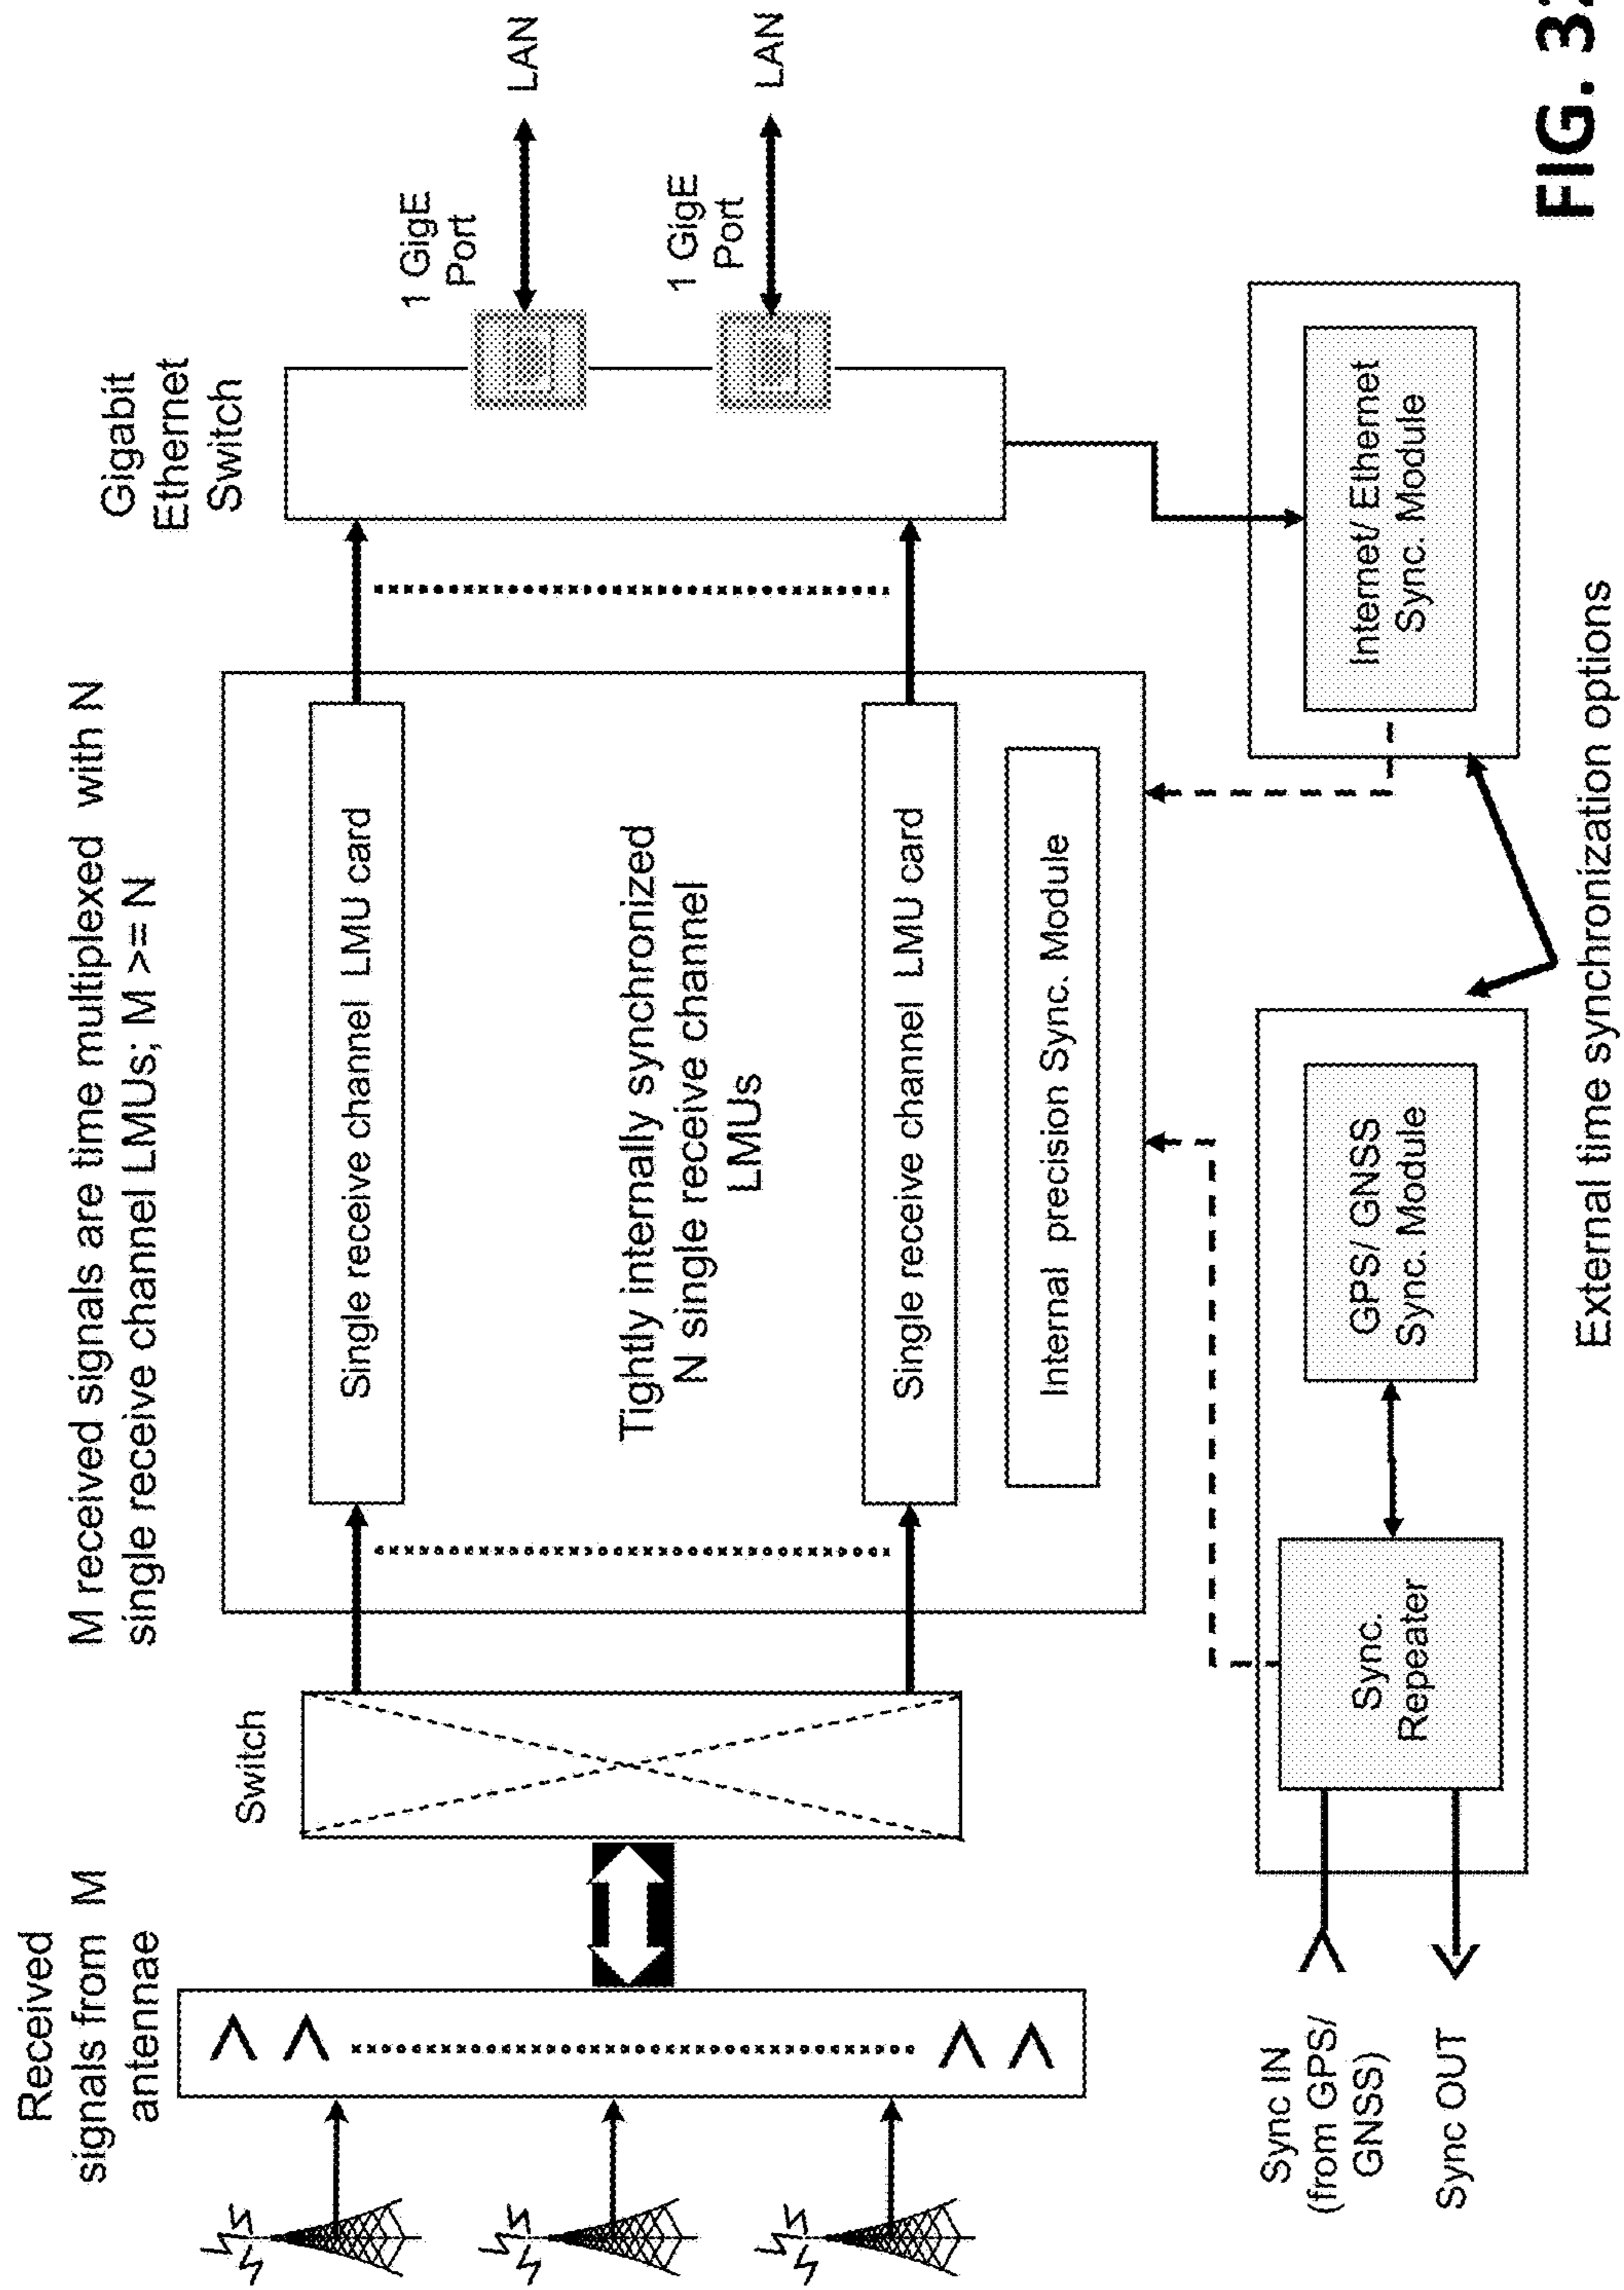 Received
signals from M
antennae
Switch
M received signals are time multiplexed with N
single receive channel LMUs; M >= N
Single receive channel LMU card
Tightly internally synchronized
N single receive channel
LMUs
Single receive channel LMU card
Internal precision Sync. Module
Gigabit
Ethernet
Switch
1 GigE
Port
LAN
1 GigE
Port
LAN
Sync IN
(from GPS/
GNSS)
Sync OUT
Sync.
Repeater
GPS/ GNSS
Sync. Module
Internet/ Ethernet
Sync. Module
External time synchronization options
FIG.